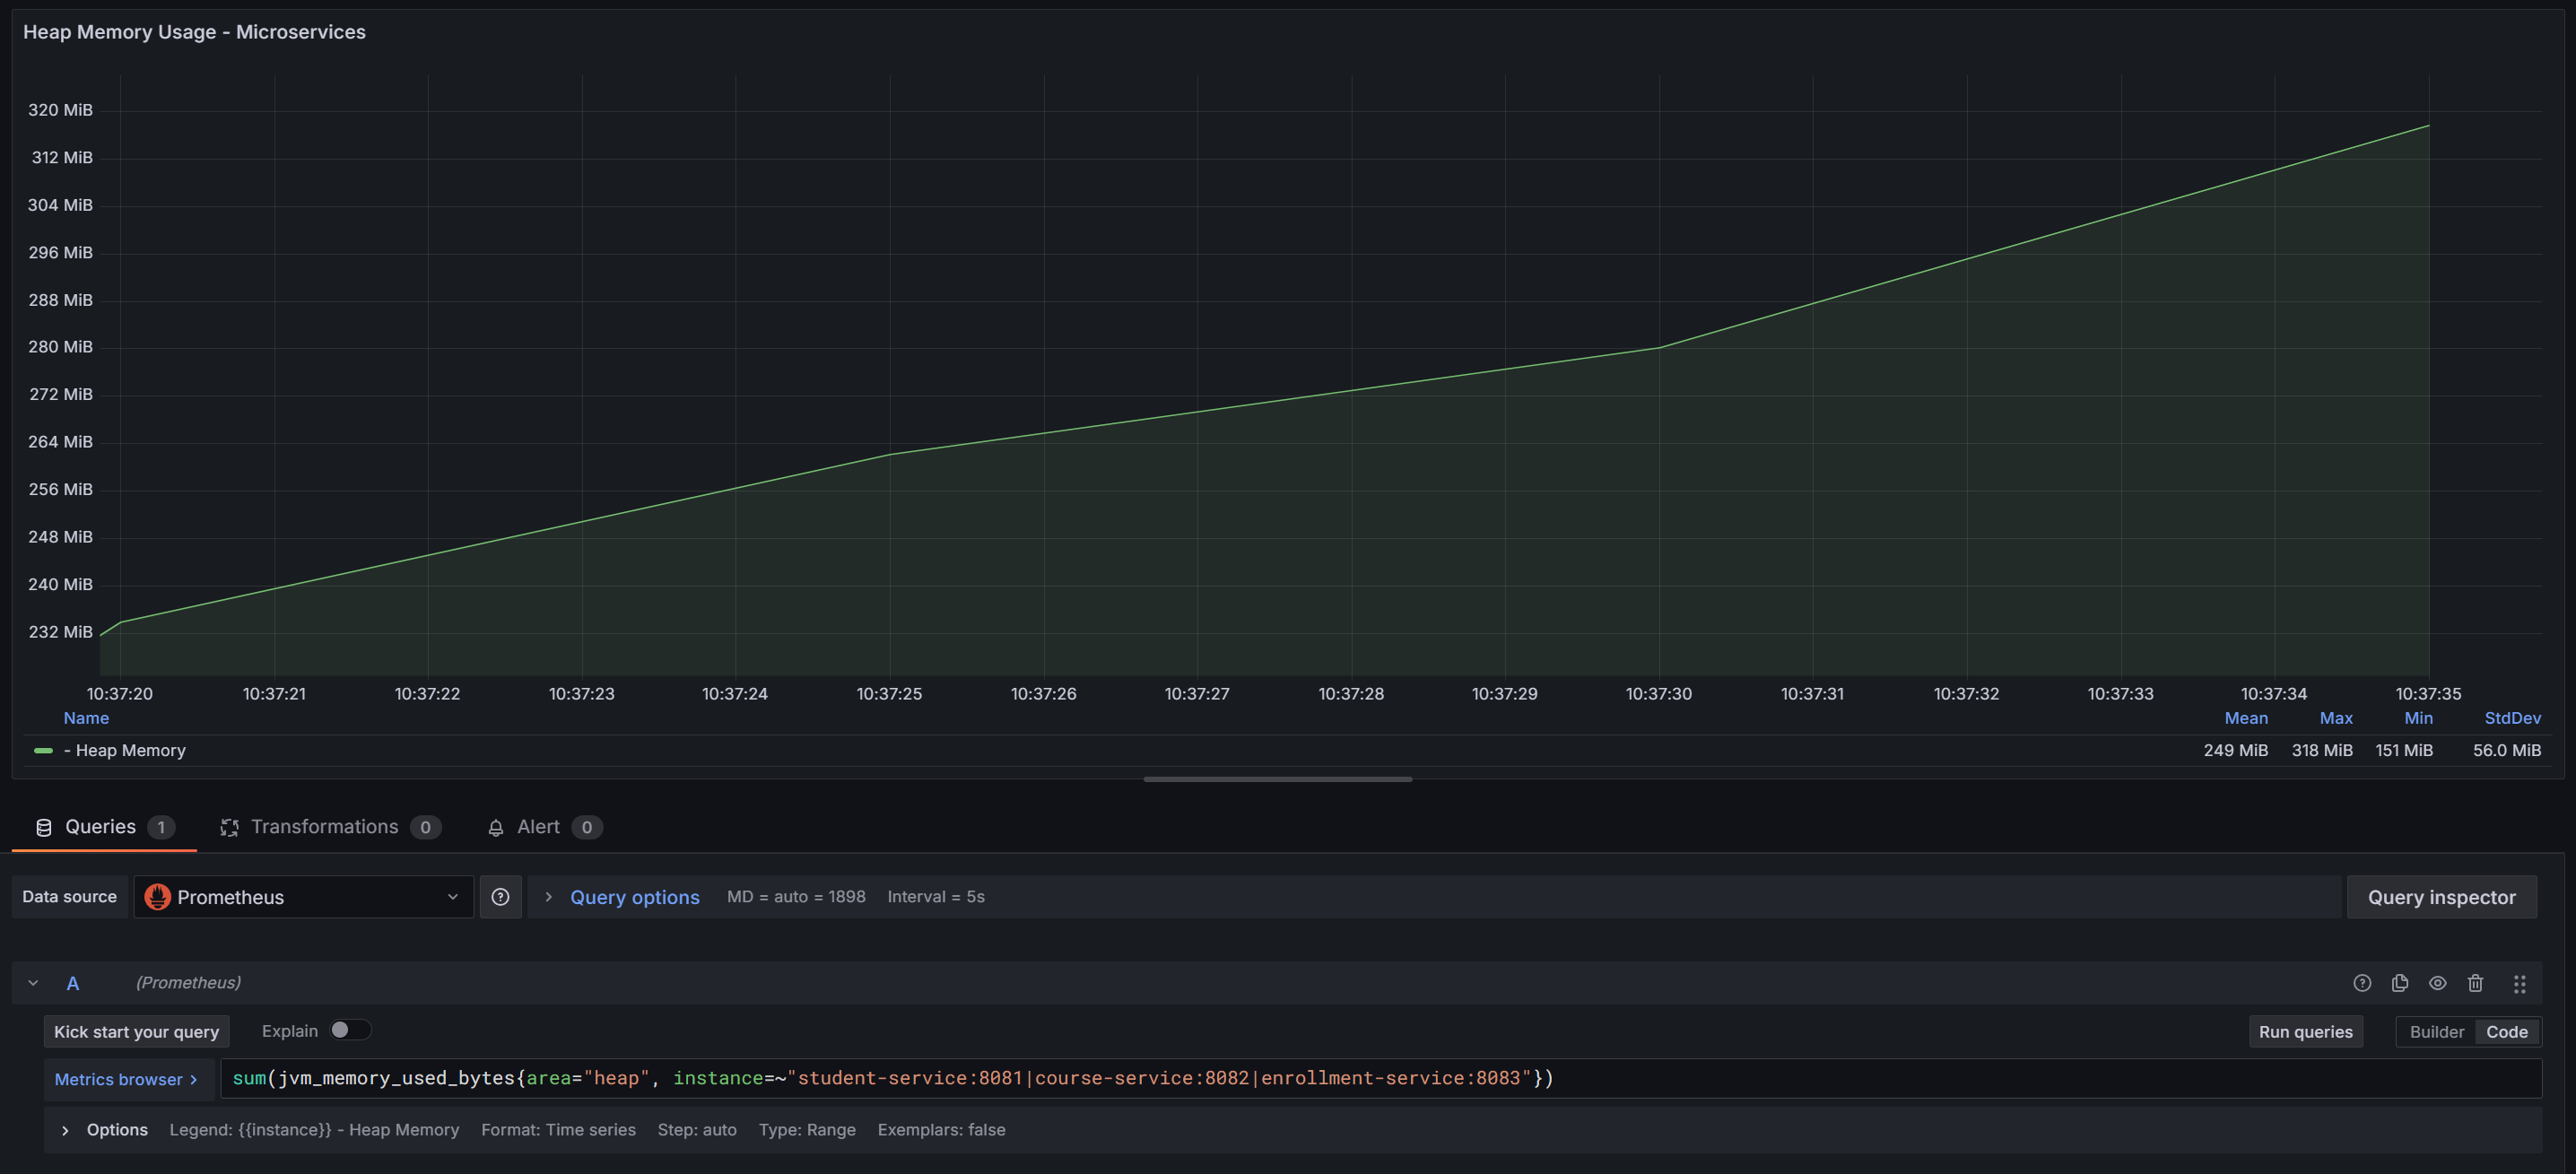 Heap Memory Usage - Microservices
320 MiB
312 MiB
304 MiB
296 MiB
288 MiB
280 MiB
272 MiB
264 MiB
256 MiB
248 MiB
240 MiB
232 MiB
10:37:20 10:37:21 10:37:22 10:37:23 10:37:24 10:37:25 10:37:26 10:37:27 10:37:28 10:37:29 10:37:30 10:37:31 10:37:32 10:37:33 10:37:34 10:37:35
Name Mean Max Min StdDev
- Heap Memory 249 MiB 318 MiB 151 MiB 56.0 MiB
Queries 1 Transformations 0 Alert 0
Data source Prometheus Query options MD = auto = 1898 Interval = 5s Query inspector
A (Prometheus)
Kick start your query Explain Run queries Builder Code
Metrics browser > sum(jvm_memory_used_bytes{area="heap", instance=~"student-service:8081|course-service:8082|enrollment-service:8083"})
Options Legend: {{instance}} - Heap Memory Format: Time series Step: auto Type: Range Exemplars: false